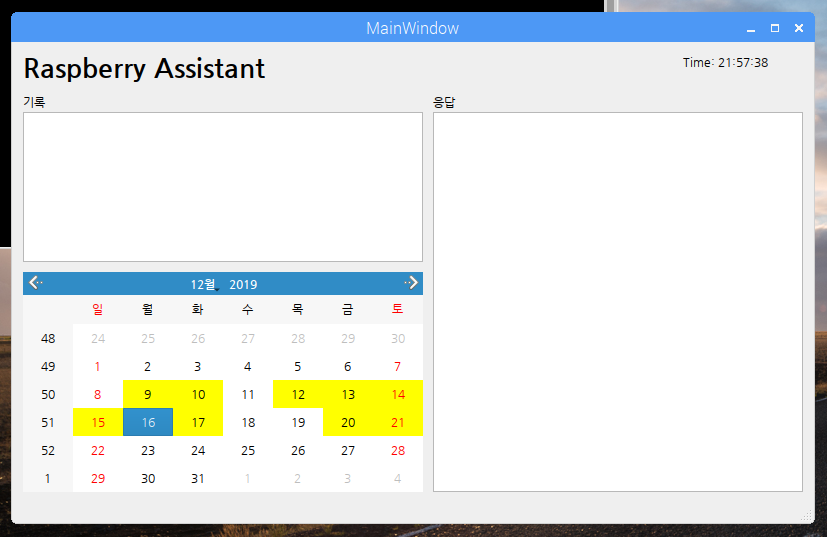 MainWindow
Raspberry Assistant
Time: 21:57:38
기록
응답
12월 2019
일 월 화 수 목 금 토
48 24 25 26 27 28 29 30
49 1 2 3 4 5 6 7
50 8 9 10 11 12 13 14
51 15 16 17 18 19 20 21
52 22 23 24 25 26 27 28
1 29 30 31 1 2 3 4